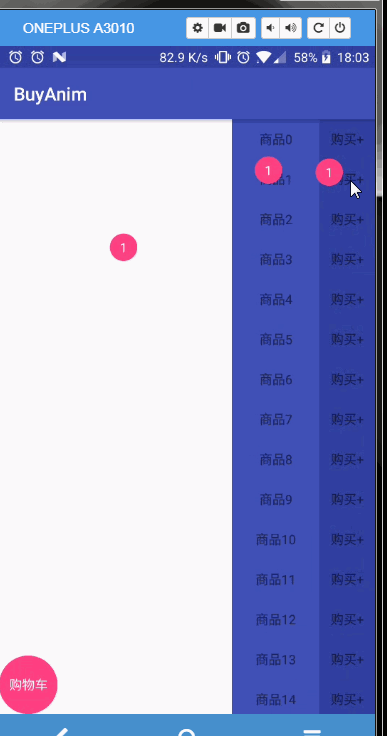 ONEPLUS A3010
82.9 K/s 58% 18:03
BuyAnim
商品0 购买+
1 1
商品1 购买+
商品2 购买+
1
商品3 购买+
商品4 购买+
商品5 购买+
商品6 购买+
商品7 购买+
商品8 购买+
商品9 购买+
商品10 购买+
商品11 购买+
商品12 购买+
商品13 购买+
购物车
商品14 购买+